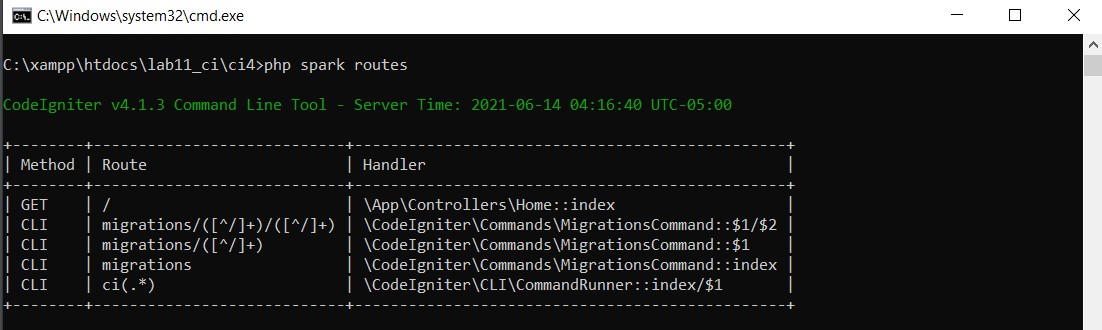 C:\Windows\system32\cmd.exe
C:\xampp\htdocs\lab11_ci\ci4>php spark routes
CodeIgniter v4.1.3 Command Line Tool - Server Time: 2021-06-14 04:16:40 UTC-05:00
+--------+---------------------------+---------------------------------------------+
| Method | Route                     | Handler                                     |
+--------+---------------------------+---------------------------------------------+
| GET    | /                         | \App\Controllers\Home::index                |
| CLI    | migrations/([^/]+)/([^/]+) | \CodeIgniter\Commands\MigrationsCommand::$1/$2 |
| CLI    | migrations/([^/]+)        | \CodeIgniter\Commands\MigrationsCommand::$1 |
| CLI    | migrations                | \CodeIgniter\Commands\MigrationsCommand::index |
| CLI    | ci(.*)                    | \CodeIgniter\CLI\CommandRunner::index/$1    |
+--------+---------------------------+---------------------------------------------+